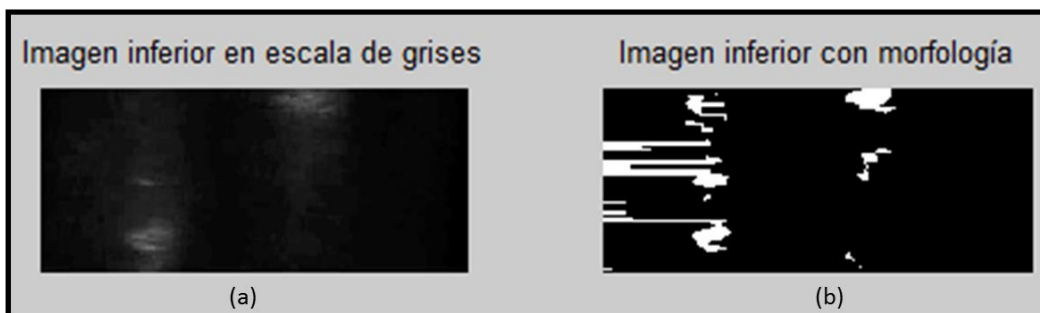 Imagen inferior en escala de grises
Imagen inferior con morfología
(a)
(b)